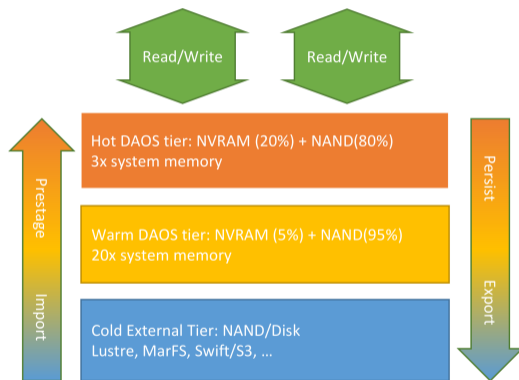 Read/Write
Read/Write
Hot DAOS tier: NVRAM (20%) + NAND(80%)
3x system memory
Warm DAOS tier: NVRAM (5%) + NAND(95%)
20x system memory
Cold External Tier: NAND/Disk
Lustre, MarFS, Swift/S3, ...
Prestage
Import
Persist
Export